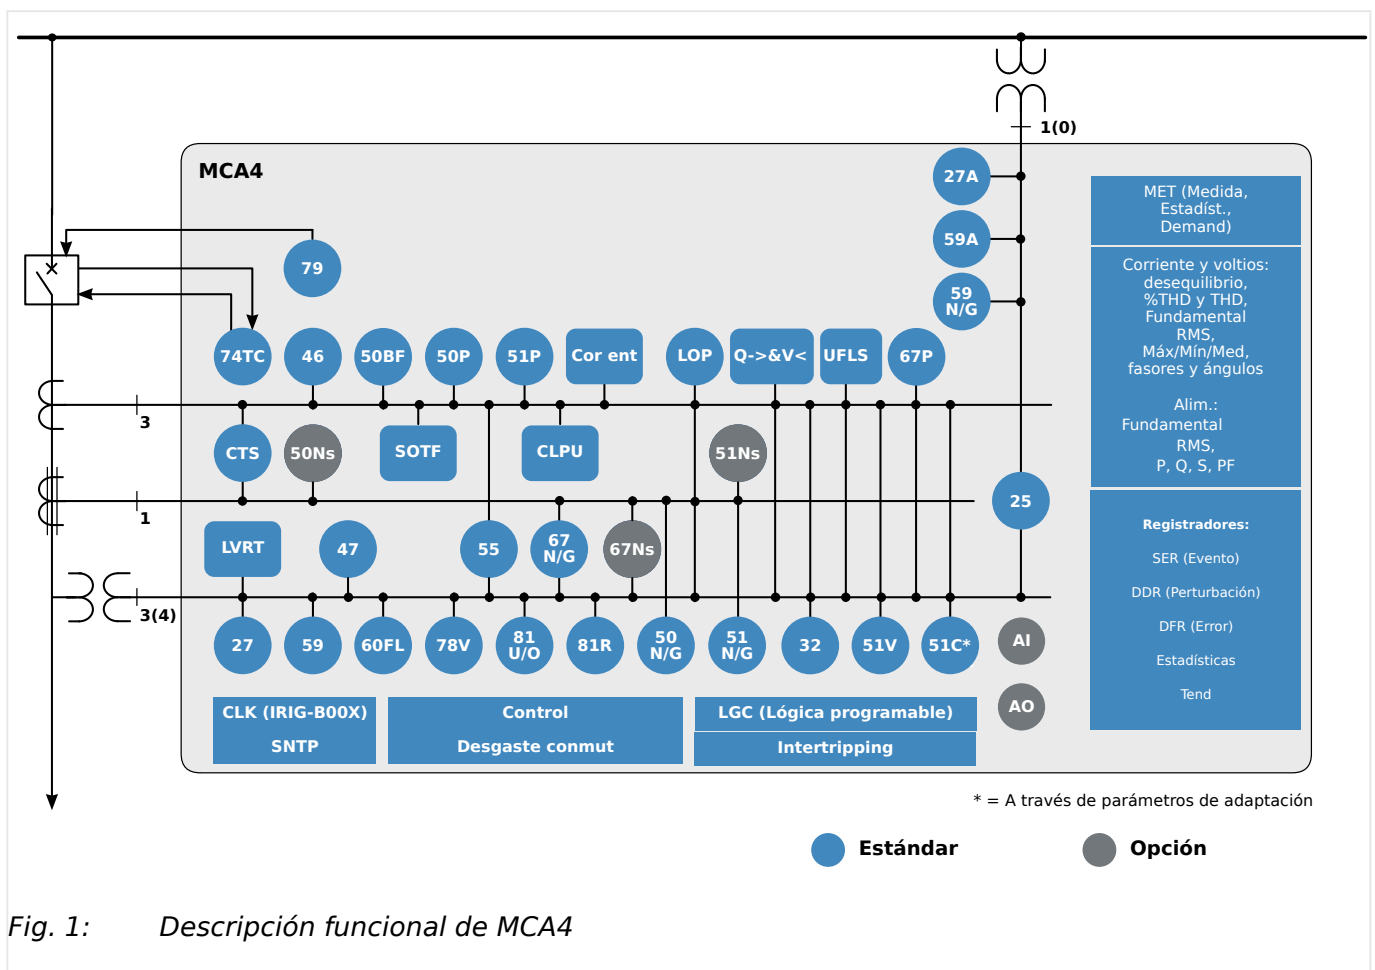 1(0)
MCA4
27A
59A
59
N/G
79
74TC
46
50BF
50P
51P
Cor ent
LOP
Q->&V<
UFLS
67P
3
CTS
50Ns
SOTF
CLPU
51Ns
1
25
LVRT
47
55
67
N/G
67Ns
3(4)
27
59
60FL
78V
81
U/O
81R
50
N/G
51
N/G
32
51V
51C*
AI
AO
CLK (IRIG-B00X)
SNTP
Control
Desgaste conmut
LGC (Lógica programable)
Intertripping
MET (Medida,
Estadíst.,
Demand)
Corriente y voltios:
desequilibrio,
%THD y THD,
Fundamental
RMS,
Máx/Mín/Med,
fasores y ángulos
Alim.:
Fundamental
RMS,
P, Q, S, PF
Registradores:
SER (Evento)
DDR (Perturbación)
DFR (Error)
Estadísticas
Tend
* = A través de parámetros de adaptación
Estándar
Opción
Fig. 1: Descripción funcional de MCA4